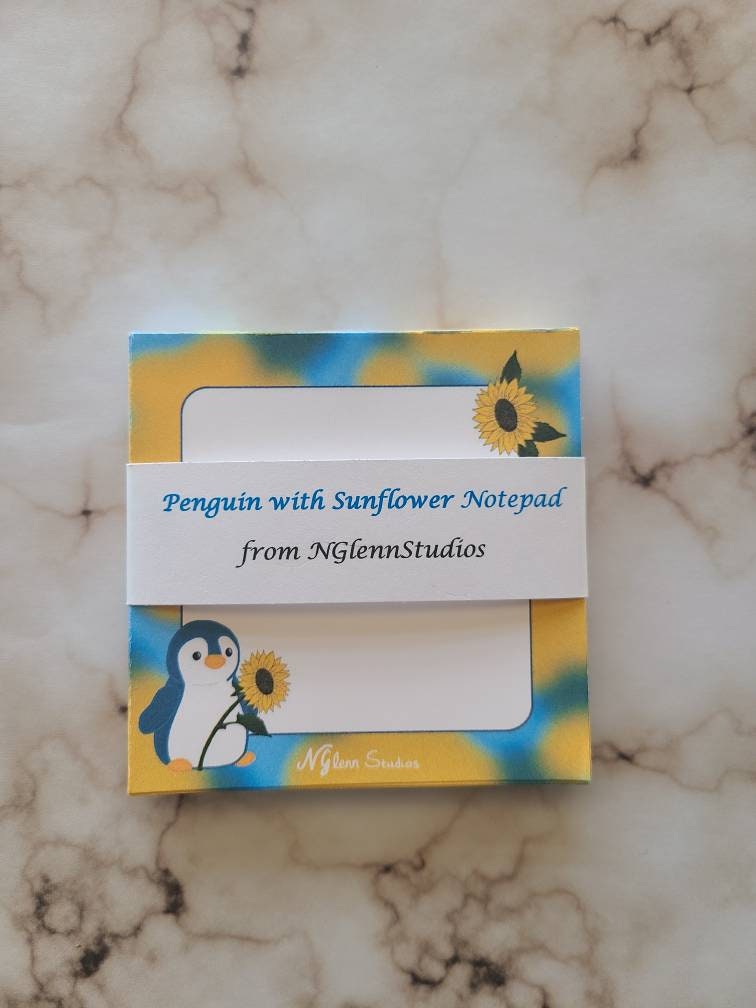 Penguin with Sunflower Notepad
from NGlennStudios
NGlenn Studios